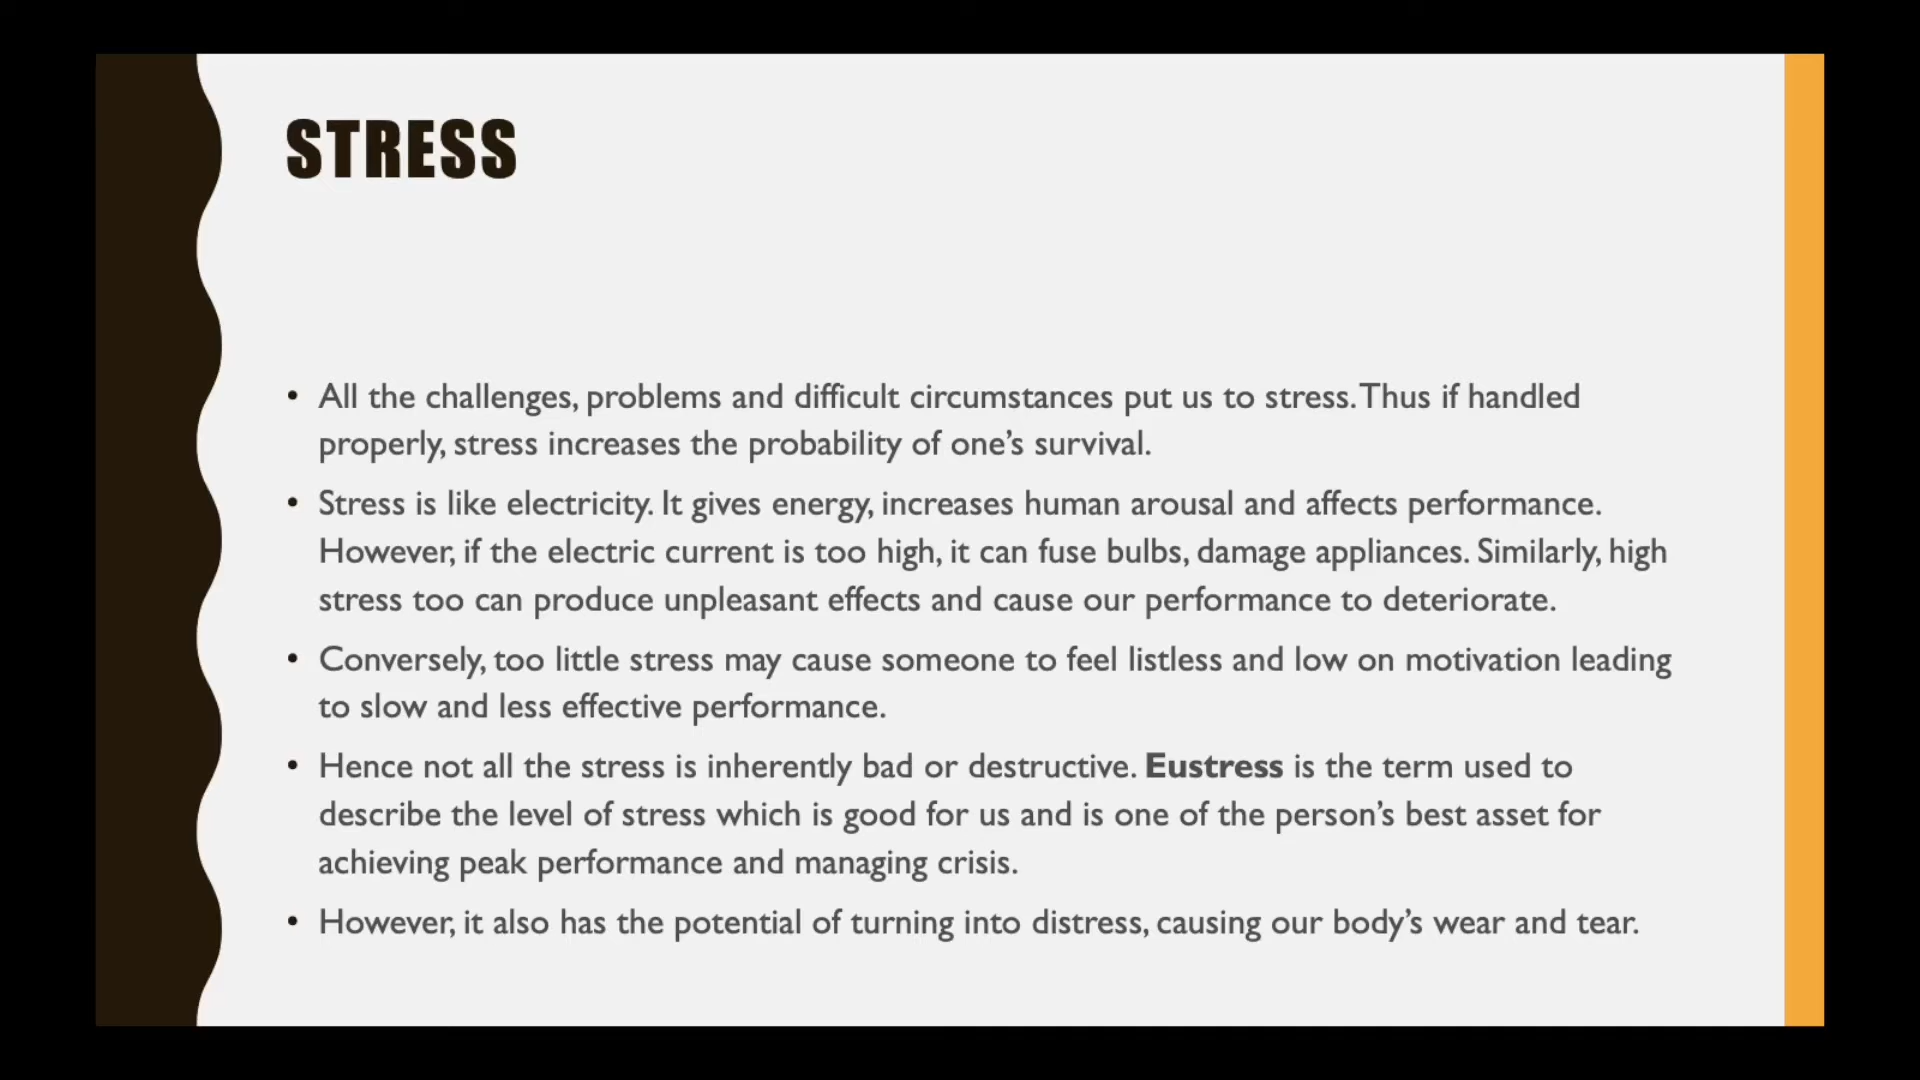 STRESS
• All the challenges, problems and difficult circumstances put us to stress. Thus if handled
properly, stress increases the probability of one’s survival.
• Stress is like electricity. It gives energy, increases human arousal and affects performance.
However, if the electric current is too high, it can fuse bulbs, damage appliances. Similarly, high
stress too can produce unpleasant effects and cause our performance to deteriorate.
• Conversely, too little stress may cause someone to feel listless and low on motivation leading
to slow and less effective performance.
• Hence not all the stress is inherently bad or destructive. Eustress is the term used to
describe the level of stress which is good for us and is one of the person’s best asset for
achieving peak performance and managing crisis.
• However, it also has the potential of turning into distress, causing our body’s wear and tear.